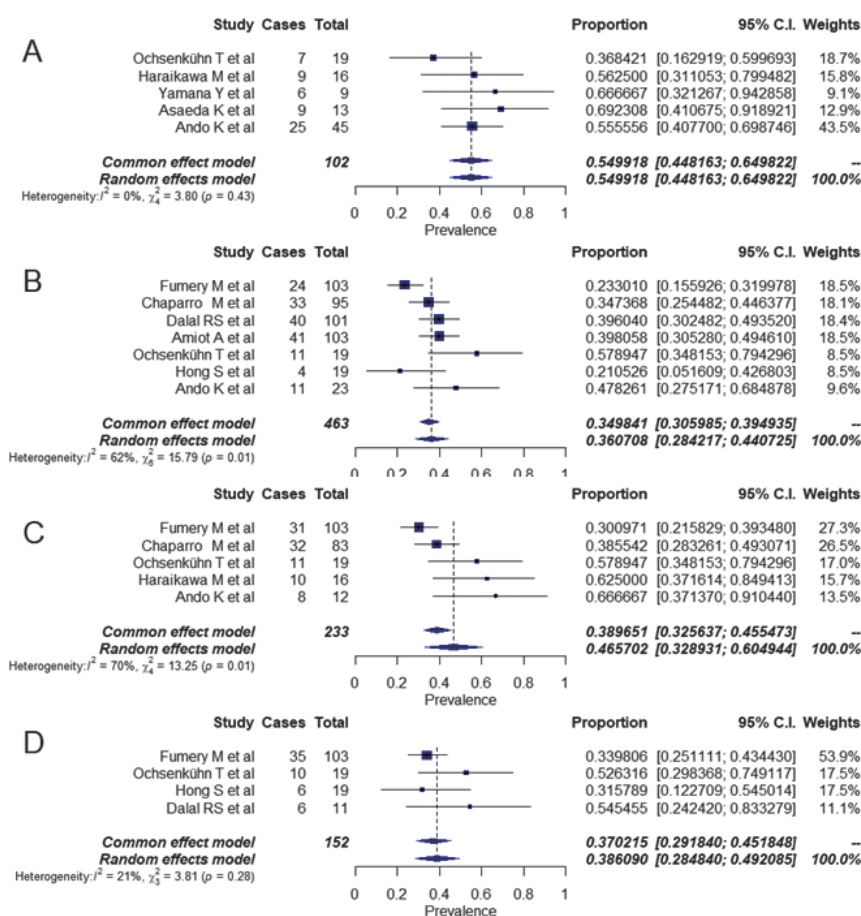 A
Study Cases Total Proportion 95% C.I. Weights
Ochsenkühn T et al 7 19 0.368421 [0.162919; 0.599693] 18.7%
Haraikawa M et al 9 16 0.562500 [0.311053; 0.799482] 15.8%
Yamana Y et al 6 9 0.666667 [0.321267; 0.942858] 9.1%
Asaeda K et al 9 13 0.692308 [0.410675; 0.918921] 12.9%
Ando K et al 25 45 0.555556 [0.407700; 0.698746] 43.5%
Common effect model 102 0.549918 [0.448163; 0.649822] --
Random effects model 0.549918 [0.448163; 0.649822] 100.0%
Heterogeneity: I² = 0%, χ²₄ = 3.80 (p = 0.43)
0 0.2 0.4 0.6 0.8 1
Prevalence
B
Study Cases Total Proportion 95% C.I. Weights
Fumery M et al 24 103 0.233010 [0.155926; 0.319978] 18.5%
Chaparro M et al 33 95 0.347368 [0.254482; 0.446377] 18.1%
Dalal RS et al 40 101 0.396040 [0.302482; 0.493520] 18.4%
Amiot A et al 41 103 0.398058 [0.305280; 0.494610] 18.5%
Ochsenkühn T et al 11 19 0.578947 [0.348153; 0.794296] 8.5%
Hong S et al 4 19 0.210526 [0.051609; 0.426803] 8.5%
Ando K et al 11 23 0.478261 [0.275171; 0.684878] 9.6%
Common effect model 463 0.349841 [0.305985; 0.394935] --
Random effects model 0.360708 [0.284217; 0.440725] 100.0%
Heterogeneity: I² = 62%, χ²₆ = 15.79 (p = 0.01)
0 0.2 0.4 0.6 0.8 1
C
Study Cases Total Proportion 95% C.I. Weights
Fumery M et al 31 103 0.300971 [0.215829; 0.393480] 27.3%
Chaparro M et al 32 83 0.385542 [0.283261; 0.493071] 26.5%
Ochsenkühn T et al 11 19 0.578947 [0.348153; 0.794296] 17.0%
Haraikawa M et al 10 16 0.625000 [0.371614; 0.849413] 15.7%
Ando K et al 8 12 0.666667 [0.371370; 0.910440] 13.5%
Common effect model 233 0.389651 [0.325637; 0.455473] --
Random effects model 0.465702 [0.328931; 0.604944] 100.0%
Heterogeneity: I² = 70%, χ²₄ = 13.25 (p = 0.01)
0 0.2 0.4 0.6 0.8 1
Prevalence
D
Study Cases Total Proportion 95% C.I. Weights
Fumery M et al 35 103 0.339806 [0.251111; 0.434430] 53.9%
Ochsenkühn T et al 10 19 0.526316 [0.298368; 0.749117] 17.5%
Hong S et al 6 19 0.315789 [0.122709; 0.545014] 17.5%
Dalal RS et al 6 11 0.545455 [0.242420; 0.833279] 11.1%
Common effect model 152 0.370215 [0.291840; 0.451848] --
Random effects model 0.386090 [0.284840; 0.492085] 100.0%
Heterogeneity: I² = 21%, χ²₃ = 3.81 (p = 0.28)
0 0.2 0.4 0.6 0.8 1
Prevalence